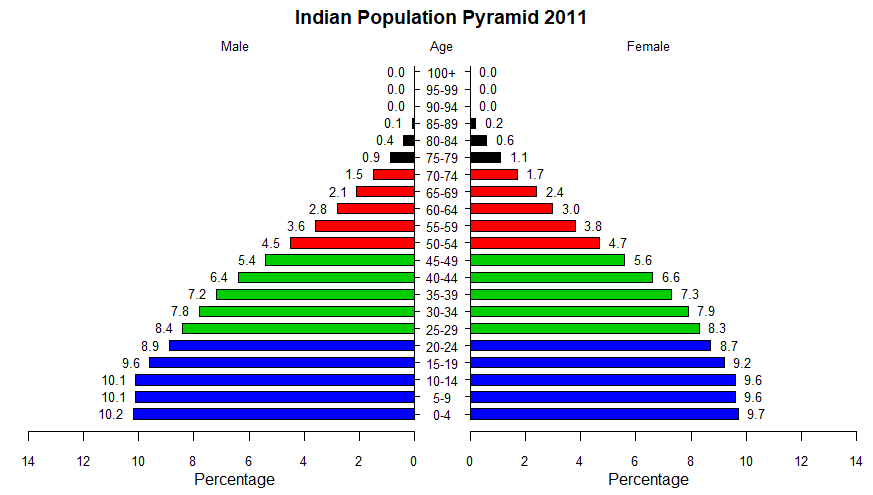 Indian Population Pyramid 2011
Male Age Female
0.0 100+ 0.0
0.0 95-99 0.0
0.0 90-94 0.0
0.1 85-89 0.2
0.4 80-84 0.6
0.9 75-79 1.1
1.5 70-74 1.7
2.1 65-69 2.4
2.8 60-64 3.0
3.6 55-59 3.8
4.5 50-54 4.7
5.4 45-49 5.6
6.4 40-44 6.6
7.2 35-39 7.3
7.8 30-34 7.9
8.4 25-29 8.3
8.9 20-24 8.7
9.6 15-19 9.2
10.1 10-14 9.6
10.1 5-9 9.6
10.2 0-4 9.7
14 12 10 8 6 4 2 0 0 2 4 6 8 10 12 14
Percentage Percentage